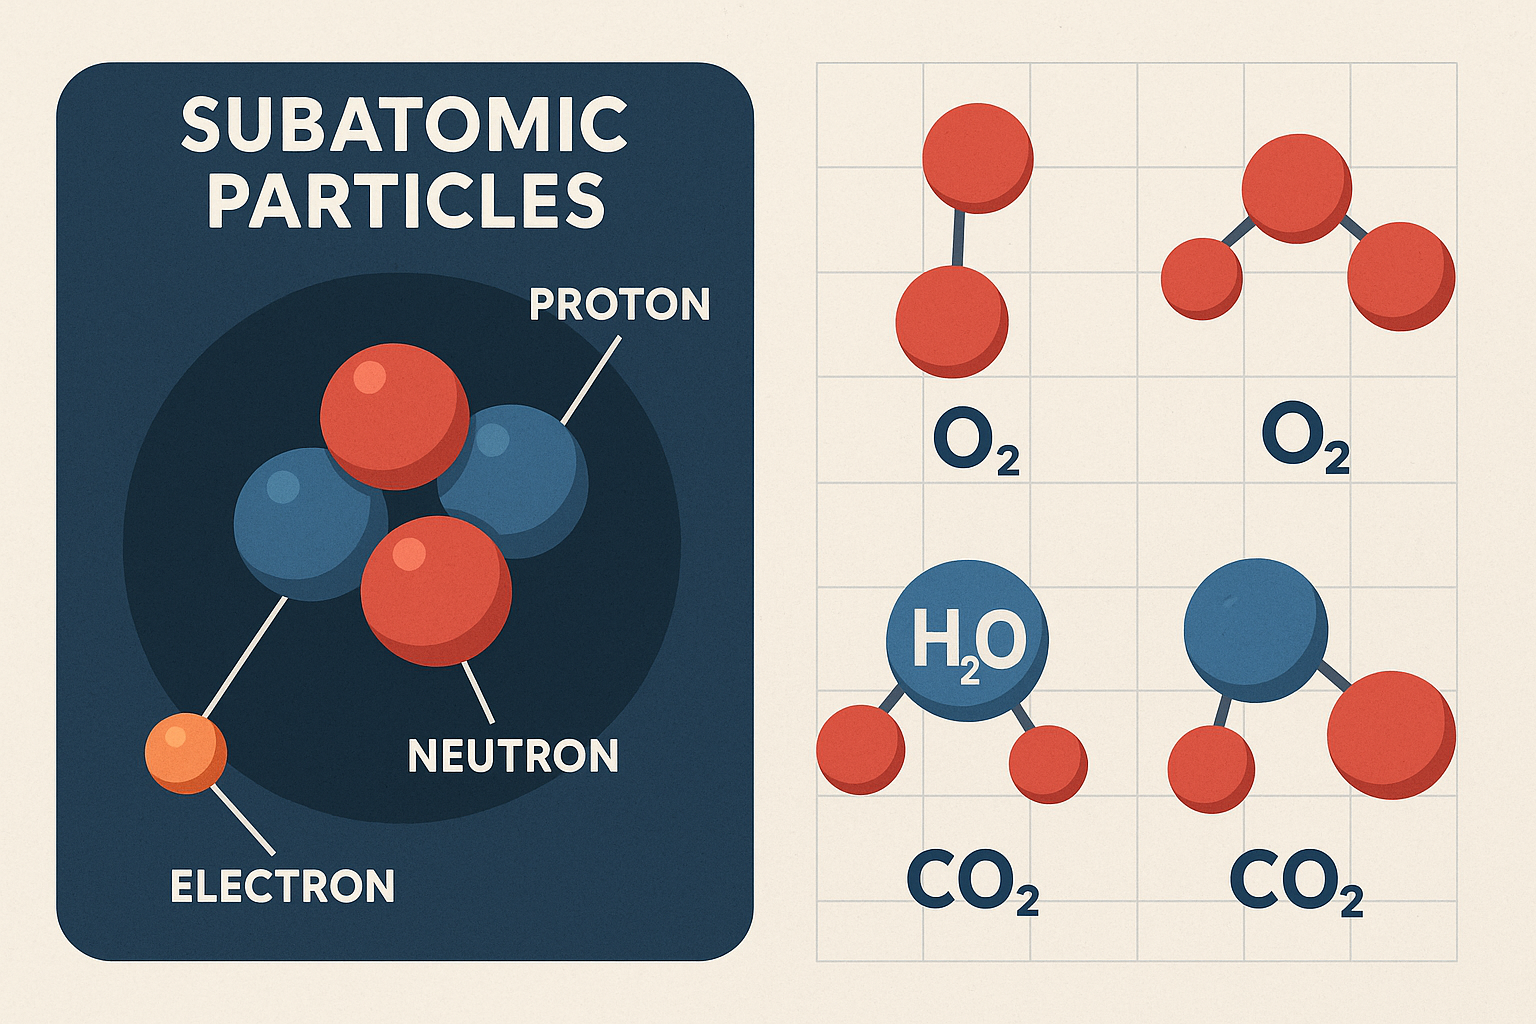 SUBATOMIC
PARTICLES
PROTON
NEUTRON
ELECTRON
O₂
O₂
H₂O
CO₂
CO₂